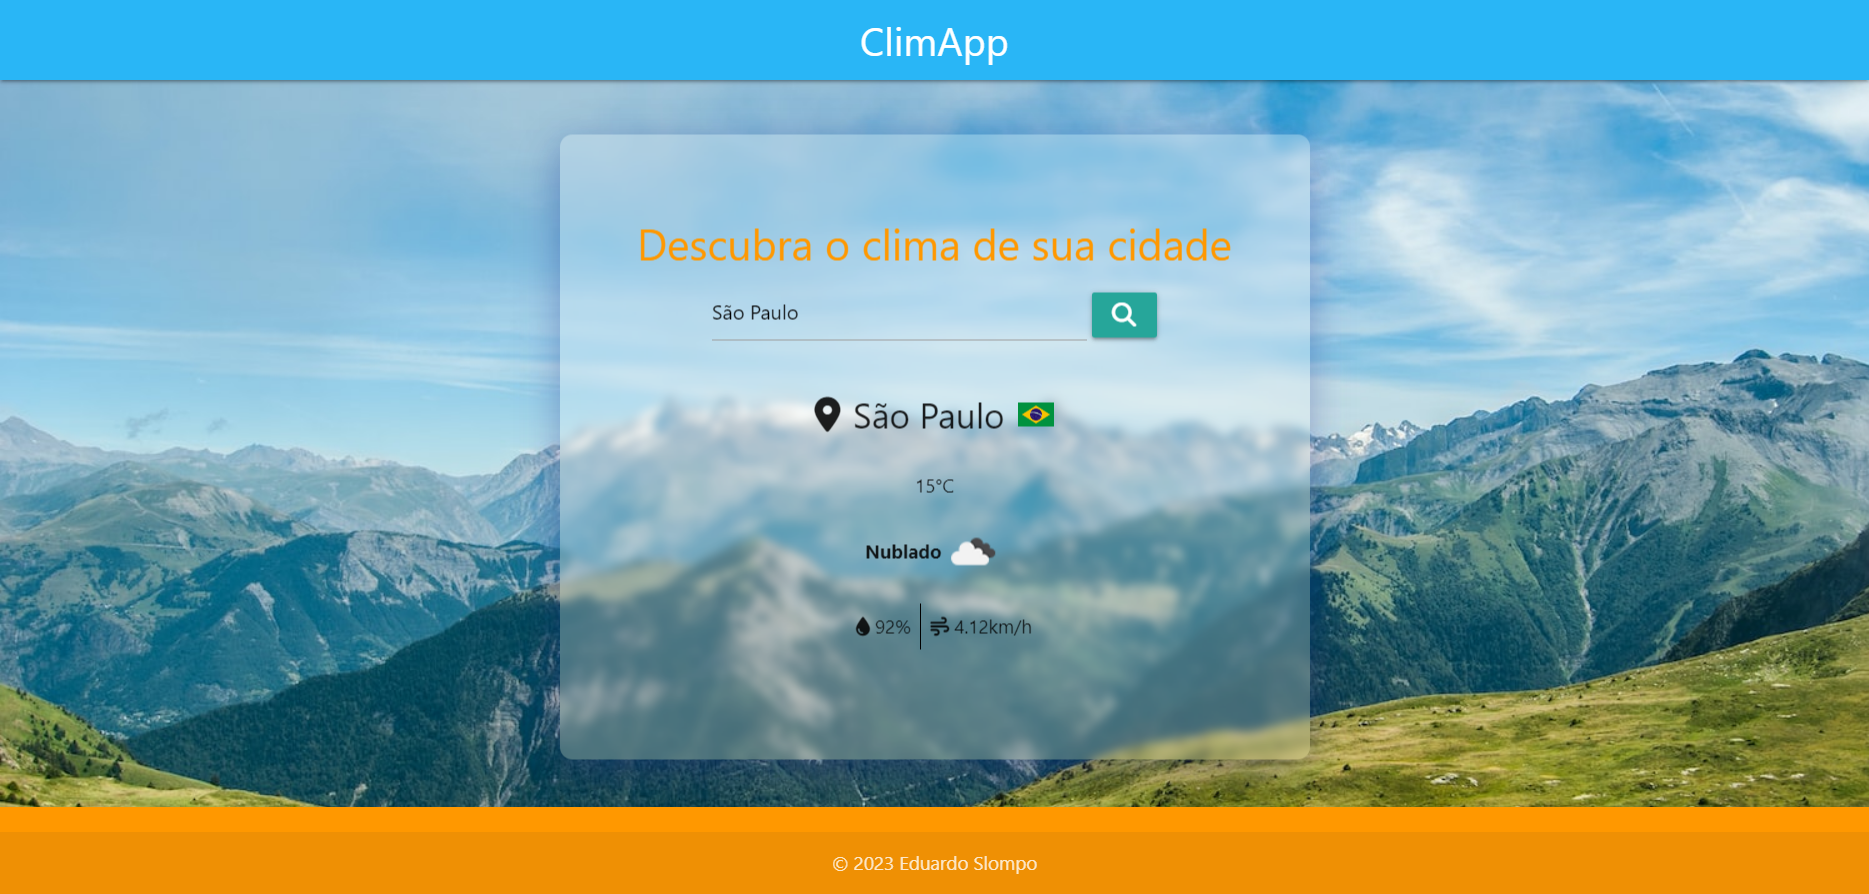 ClimApp
Descubra o clima de sua cidade
São Paulo
São Paulo
15°C
Nublado
92% 4.12km/h
© 2023 Eduardo Slompo